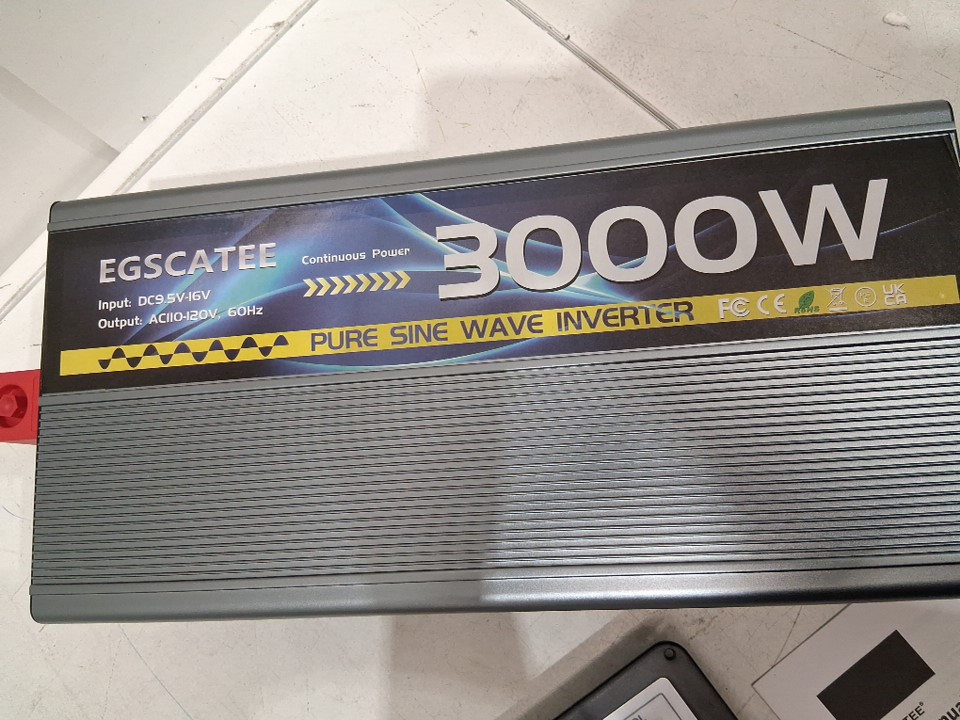 EGSCATEE
Input: DC9.5V-16V
Output: AC110-120V, 60Hz
Continuous Power
3000W
PURE SINE WAVE INVERTER
FC CE RoHS UK CA